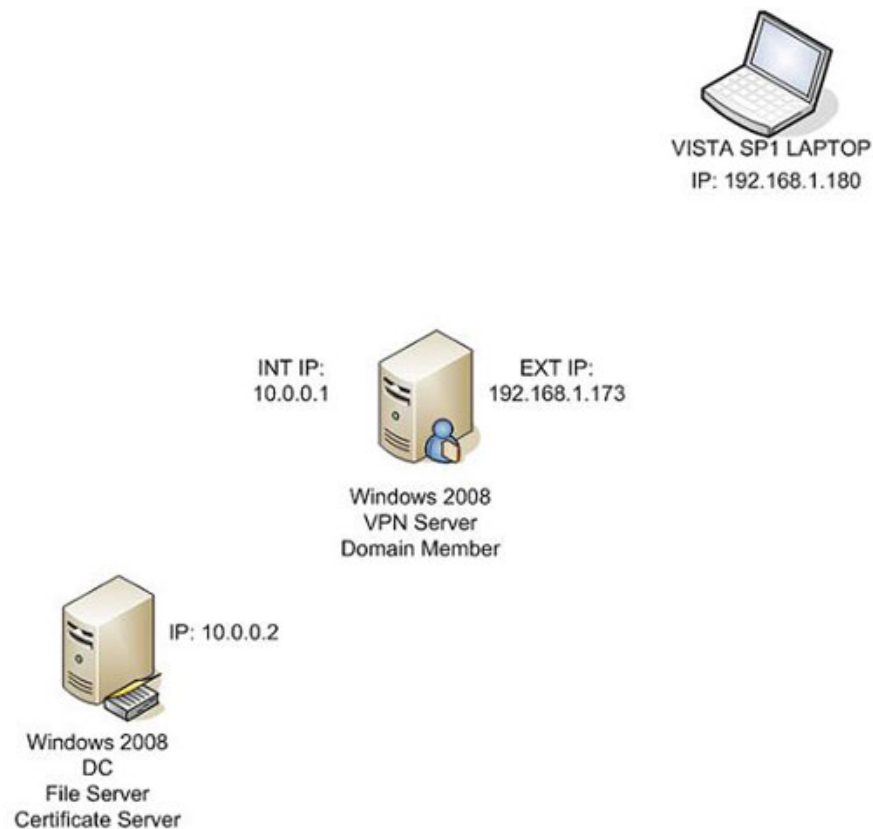 VISTA SP1 LAPTOP
IP: 192.168.1.180
INT IP:
10.0.0.1
EXT IP:
192.168.1.173
Windows 2008
VPN Server
Domain Member
IP: 10.0.0.2
Windows 2008
DC
File Server
Certificate Server